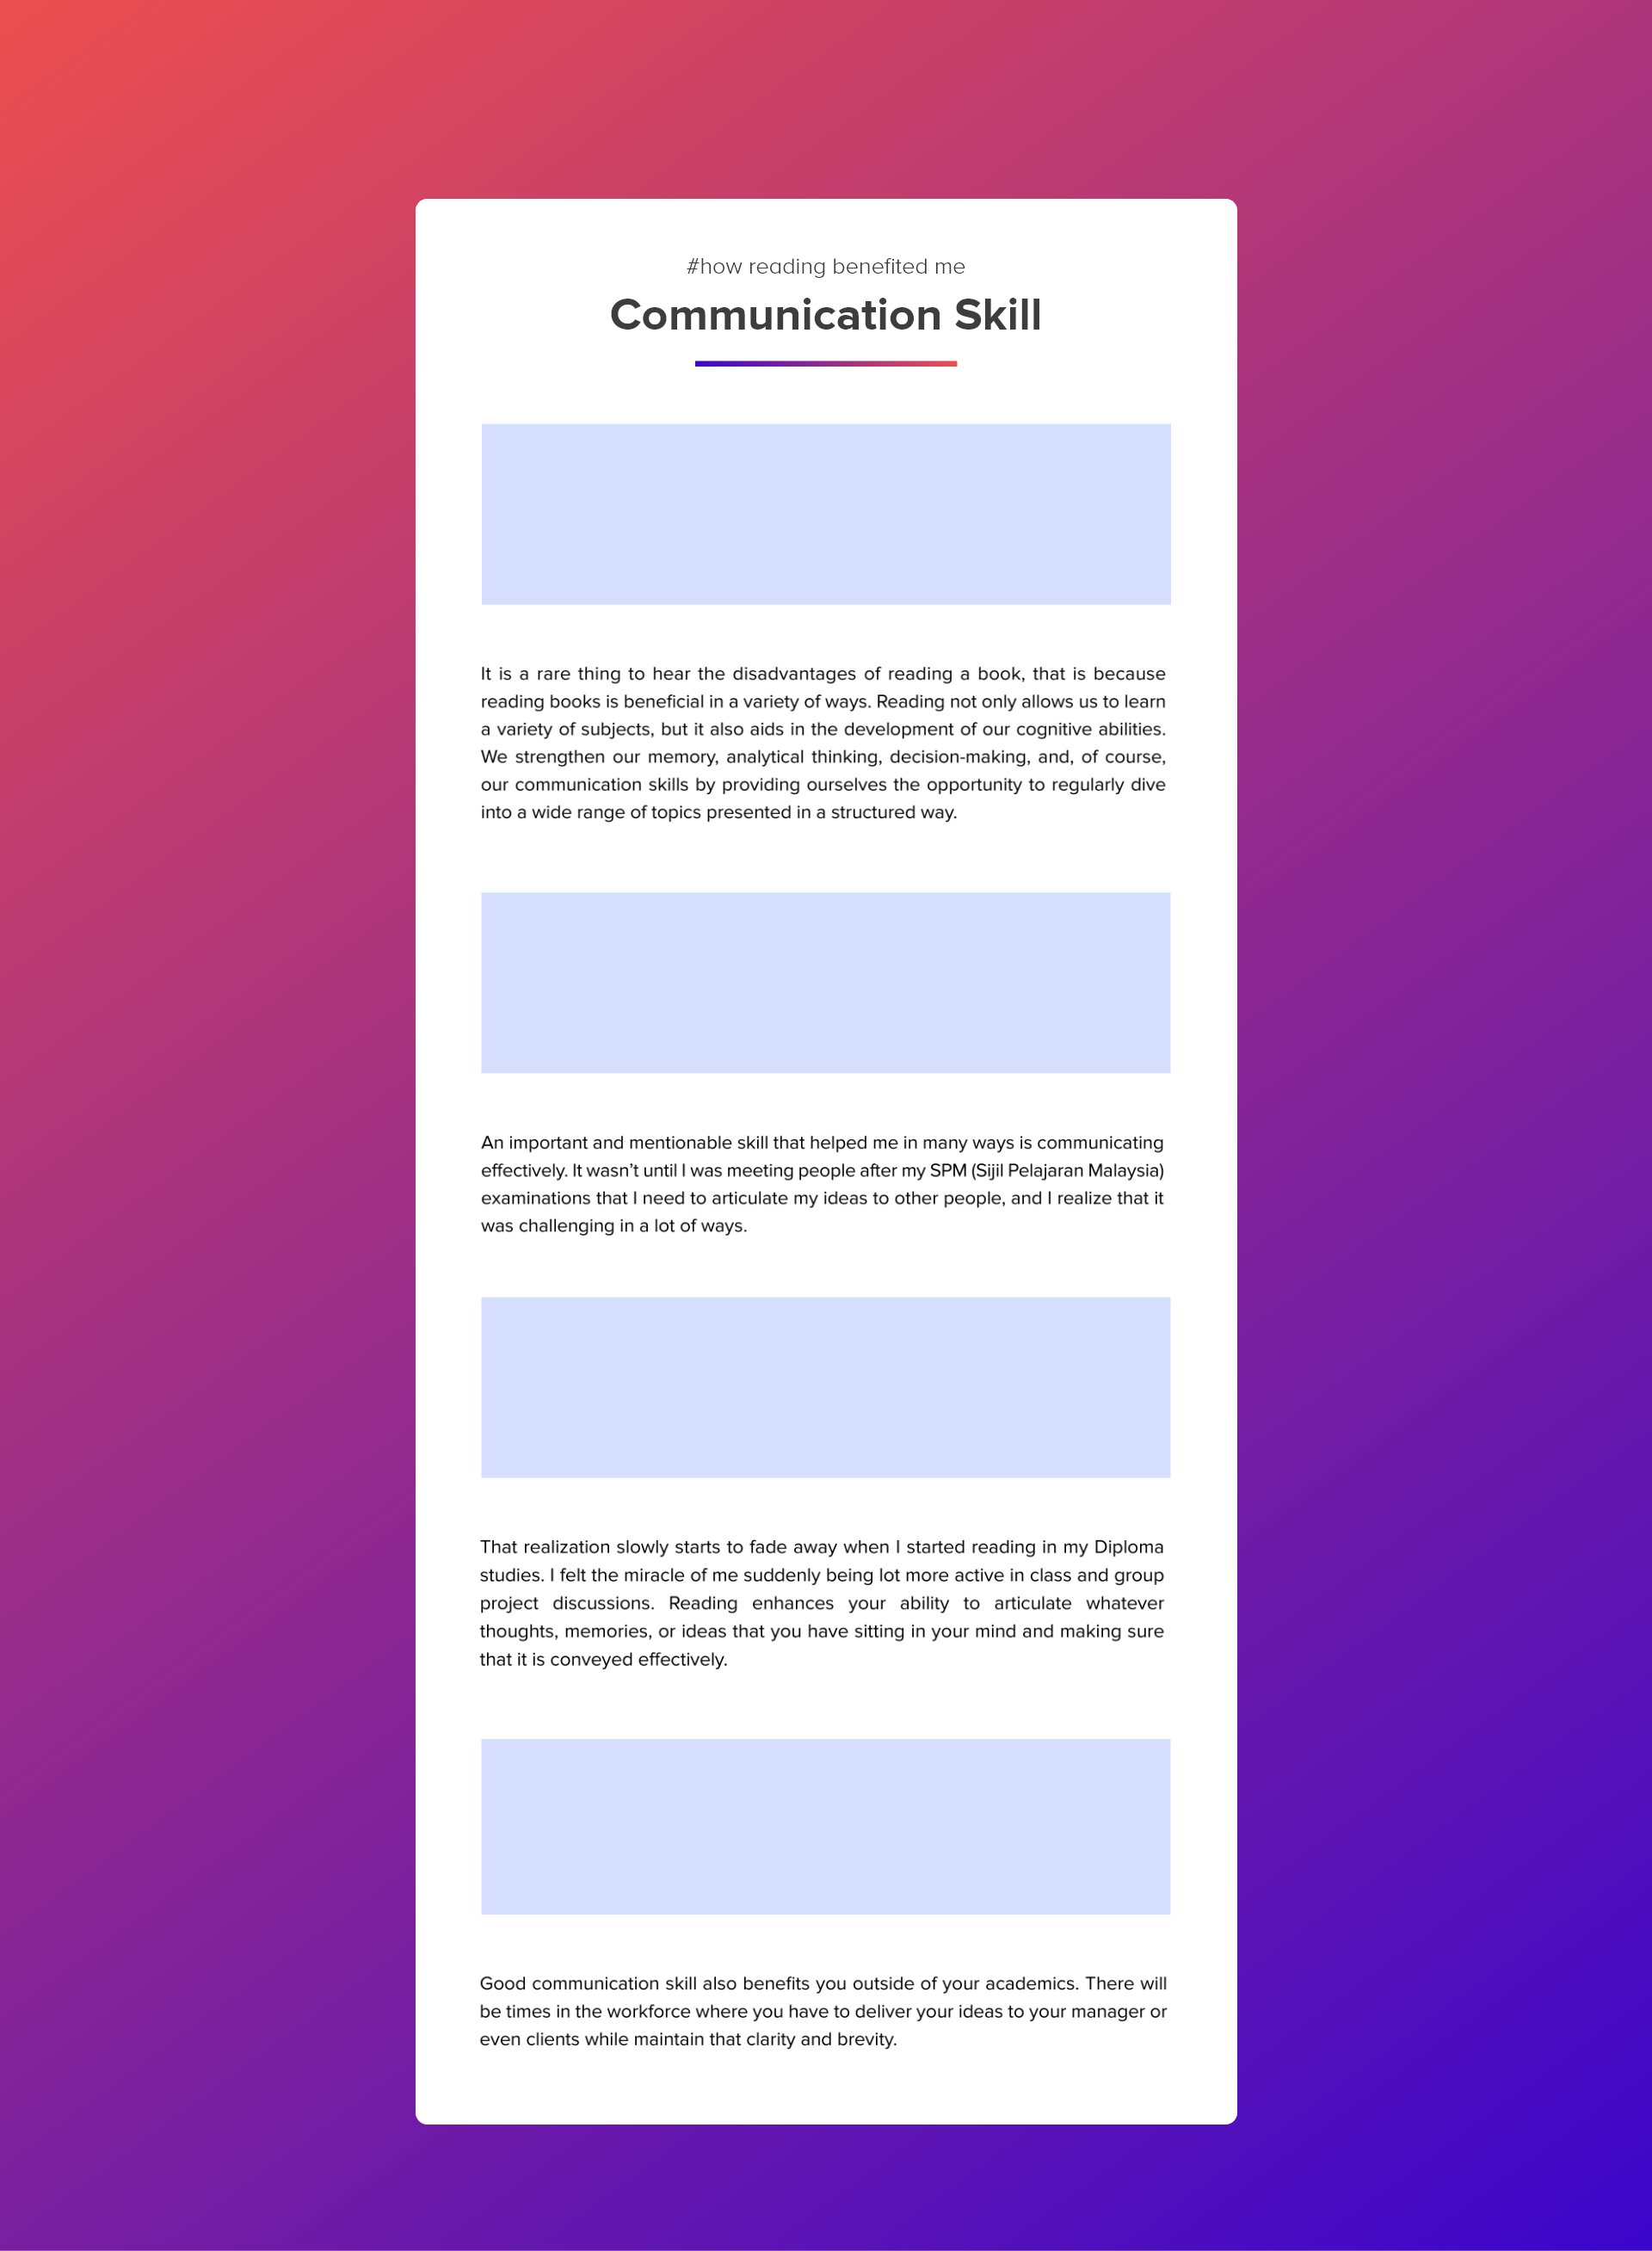 #how reading benefited me
Communication Skill
It is a rare thing to hear the disadvantages of reading a book, that is because
reading books is beneficial in a variety of ways. Reading not only allows us to learn
a variety of subjects, but it also aids in the development of our cognitive abilities.
We strengthen our memory, analytical thinking, decision-making, and, of course,
our communication skills by providing ourselves the opportunity to regularly dive
into a wide range of topics presented in a structured way.
An important and mentionable skill that helped me in many ways is communicating
effectively. It wasn’t until I was meeting people after my SPM (Sijil Pelajaran Malaysia)
examinations that I need to articulate my ideas to other people, and I realize that it
was challenging in a lot of ways.
That realization slowly starts to fade away when I started reading in my Diploma
studies. I felt the miracle of me suddenly being lot more active in class and group
project discussions. Reading enhances your ability to articulate whatever
thoughts, memories, or ideas that you have sitting in your mind and making sure
that it is conveyed effectively.
Good communication skill also benefits you outside of your academics. There will
be times in the workforce where you have to deliver your ideas to your manager or
even clients while maintain that clarity and brevity.